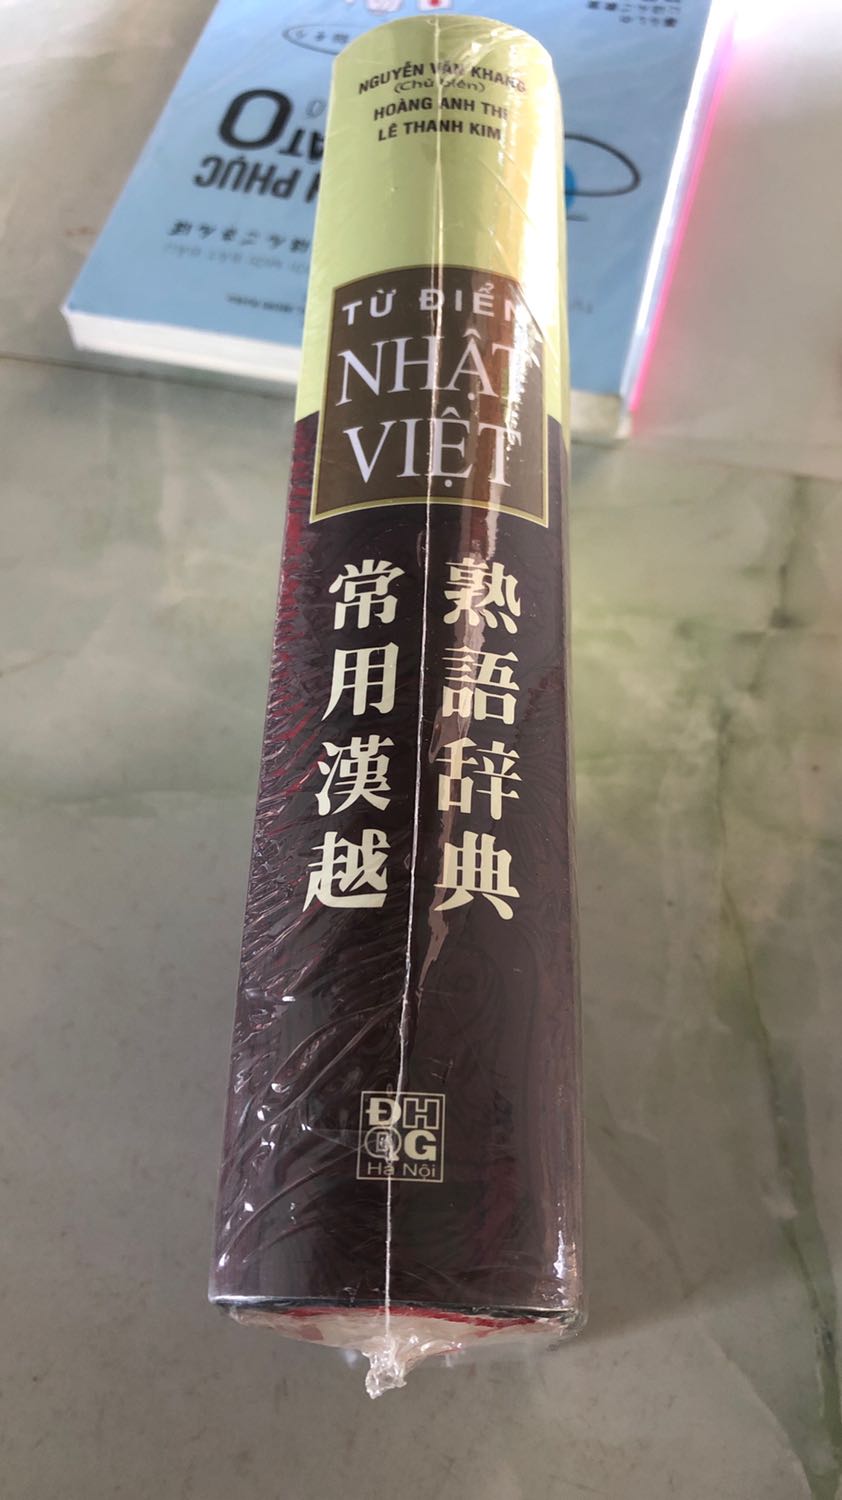 NGUYỄN VĂN KHANG
(Chủ biên)
HOÀNG ANH THI
LÊ THANH KIM
TỪ ĐIỂN
NHẬT
VIỆT
常用漢越
熟語辞典
ĐH
QG
Hà Nội
PHỤC